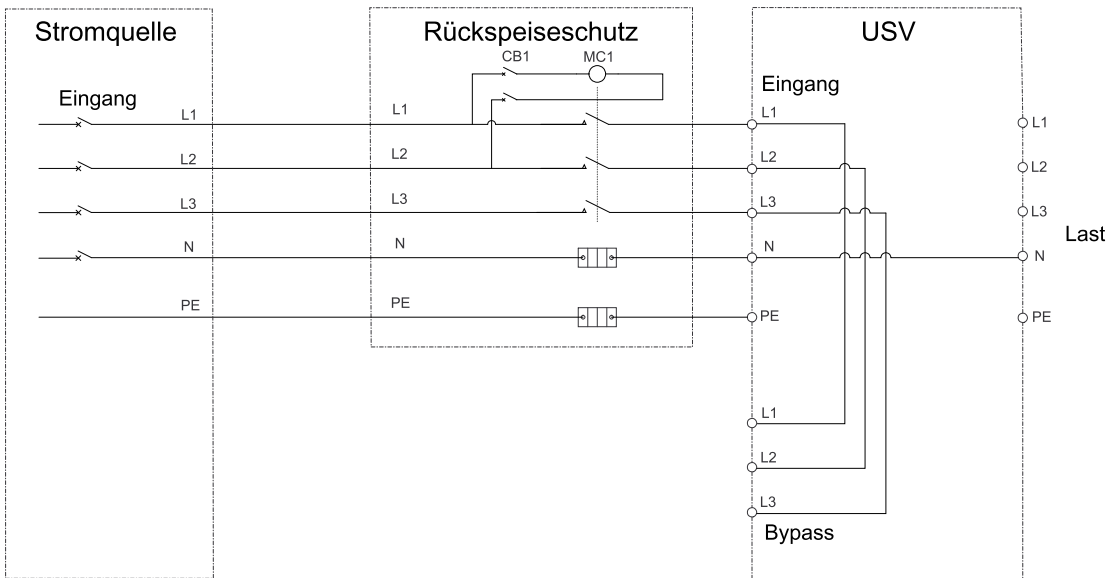 Stromquelle
Rückspeiseschutz
USV
CB1
MC1
Eingang
Eingang
L1
L1
L1
L1
L2
L2
L2
L2
L3
L3
L3
L3
Last
N
N
N
N
PE
PE
PE
PE
L1
L2
L3
Bypass